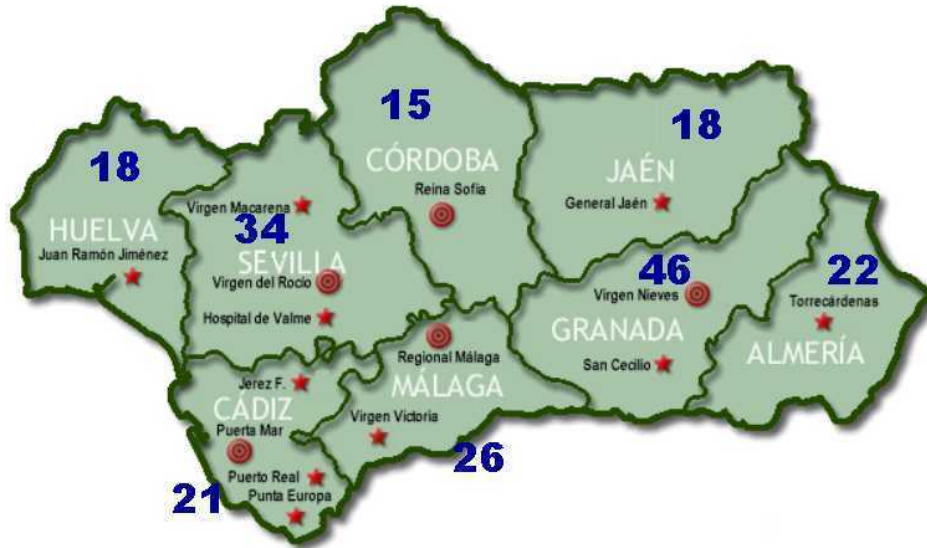 15
18
CÓRDOBA
18
JAÉN
Reina Sofía
General Jaén
Virgen Macarena
34
HUELVA
Juan Ramón Jiménez
SEVILLA
Virgen del Rocío
46
22
Virgen Nieves
Torrecárdenas
Hospital de Valme
GRANADA
ALMERÍA
Regional Málaga
San Cecilio
MÁLAGA
Jerez F.
CÁDIZ
Puerta Mar
Virgen Victoria
26
Puerto Real
21
Punta Europa